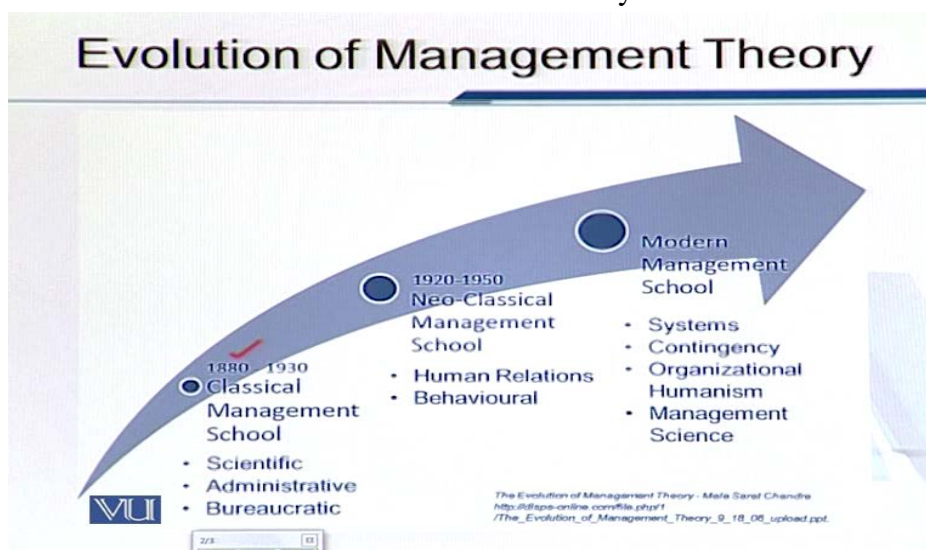 Evolution of Management Theory
1880 - 1930
Classical
Management
School
• Scientific
• Administrative
• Bureaucratic
1920-1950
Neo-Classical
Management
School
• Human Relations
• Behavioural
Modern
Management
School
• Systems
• Contingency
• Organizational
Humanism
• Management
Science
The Evolution of Management Theory - Mala Sarat Chandra
/The_Evolution_of_Management_Theory_9_18_06_upload.ppt.
VU
2/3